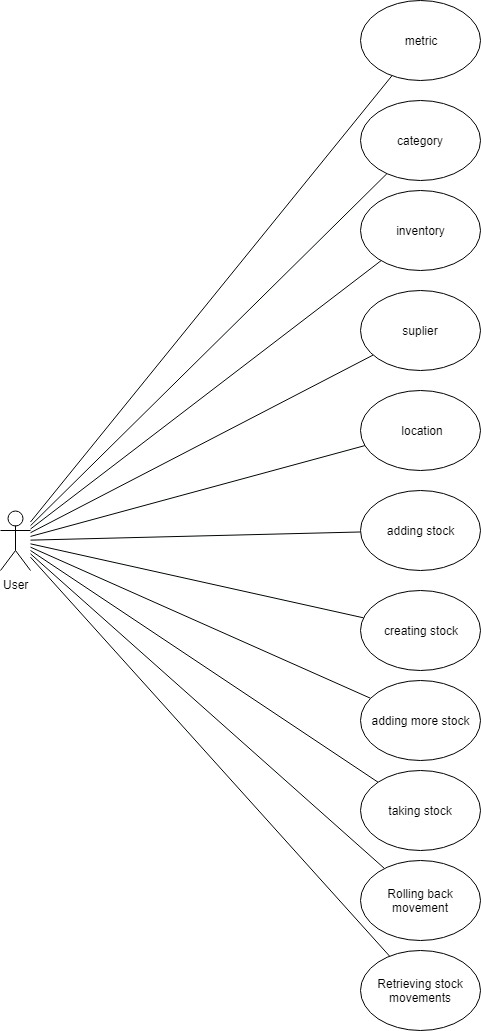 metric
category
inventory
suplier
location
adding stock
User
creating stock
adding more stock
taking stock
Rolling back
movement
Retrieving stock
movements